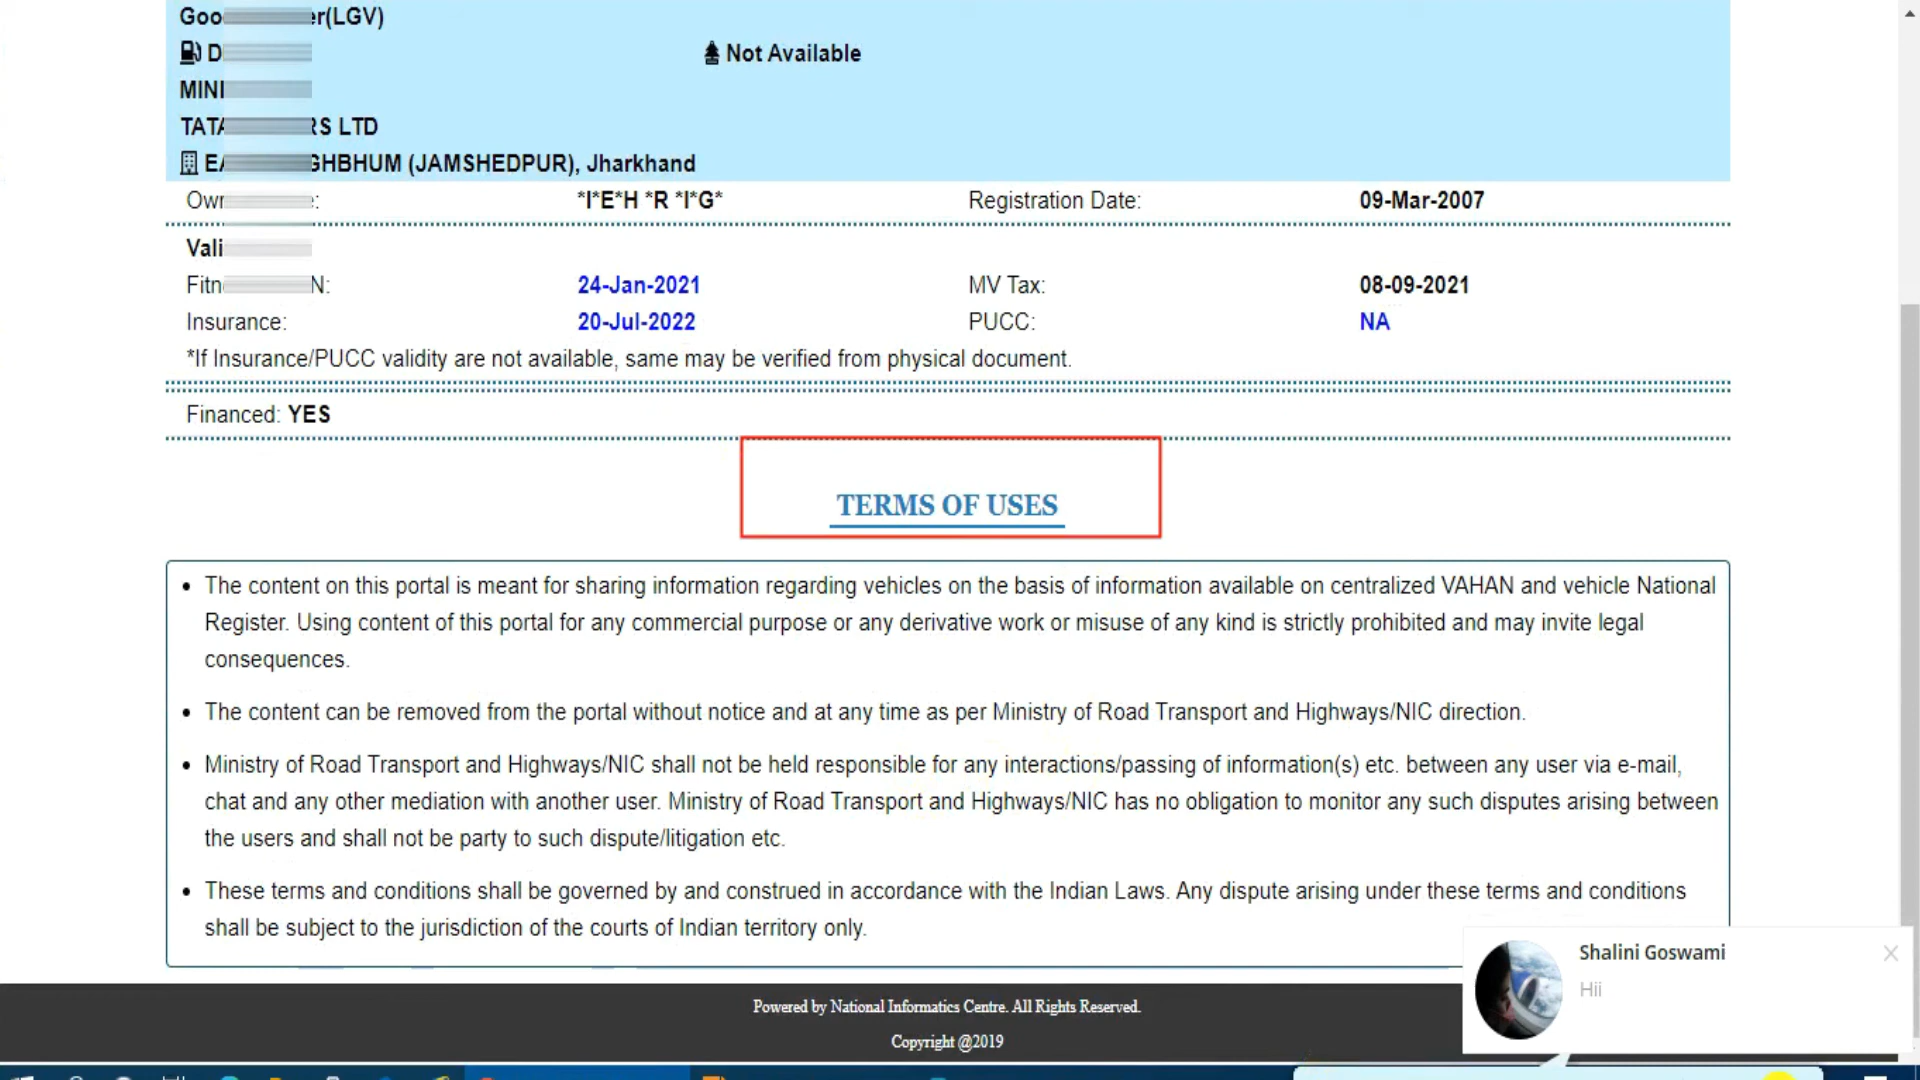 Goo er(LGV)
D Not Available
MINI
TATA RS LTD
EA GHBHUM (JAMSHEDPUR), Jharkhand
Own e: *I*E*H *R *I*G* Registration Date: 09-Mar-2007
Vali
Fitn N: 24-Jan-2021 MV Tax: 08-09-2021
Insurance: 20-Jul-2022 PUCC: NA
*If Insurance/PUCC validity are not available, same may be verified from physical document.
Financed: YES
TERMS OF USES
• The content on this portal is meant for sharing information regarding vehicles on the basis of information available on centralized VAHAN and vehicle National
Register. Using content of this portal for any commercial purpose or any derivative work or misuse of any kind is strictly prohibited and may invite legal
consequences.
• The content can be removed from the portal without notice and at any time as per Ministry of Road Transport and Highways/NIC direction.
• Ministry of Road Transport and Highways/NIC shall not be held responsible for any interactions/passing of information(s) etc. between any user via e-mail,
chat and any other mediation with another user. Ministry of Road Transport and Highways/NIC has no obligation to monitor any such disputes arising between
the users and shall not be party to such dispute/litigation etc.
• These terms and conditions shall be governed by and construed in accordance with the Indian Laws. Any dispute arising under these terms and conditions
shall be subject to the jurisdiction of the courts of Indian territory only.
Shalini Goswami
Hii
Powered by National Informatics Centre. All Rights Reserved.
Copyright @2019